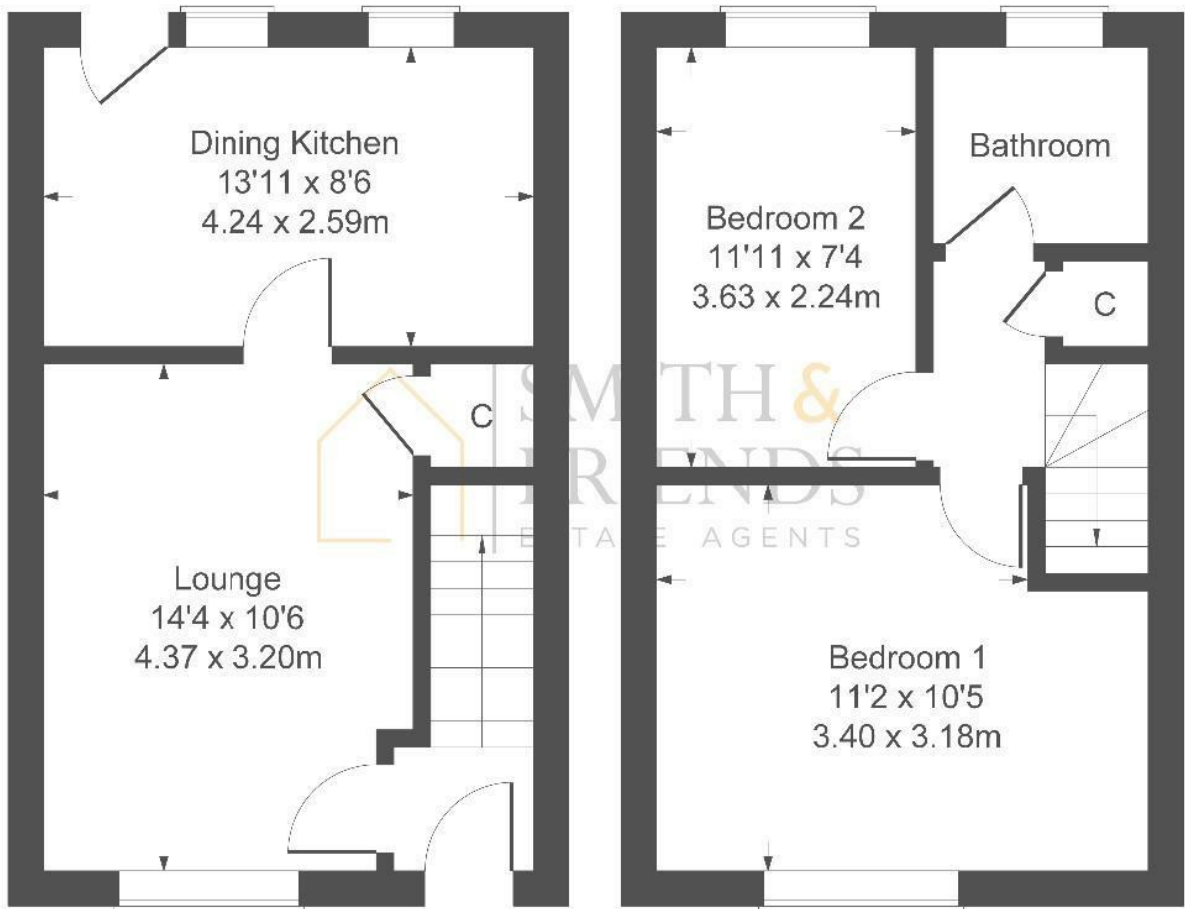 Dining Kitchen
13'11 x 8'6
4.24 x 2.59m
Lounge
14'4 x 10'6
4.37 x 3.20m
C
Bedroom 2
11'11 x 7'4
3.63 x 2.24m
Bathroom
C
Bedroom 1
11'2 x 10'5
3.40 x 3.18m
SMITH &
FRIENDS
ESTATE AGENTS